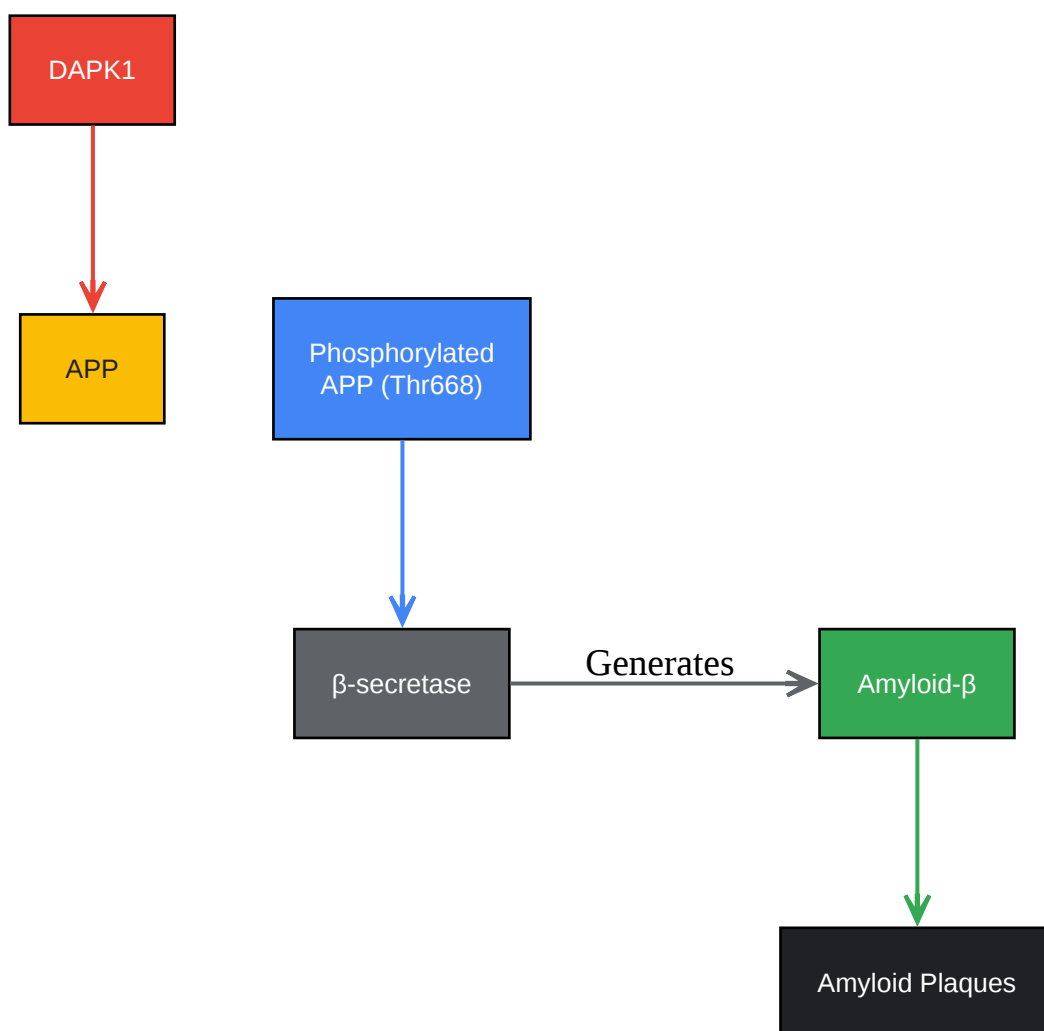 DAPK1
APP
Phosphorylated
APP (Thr668)
β-secretase
Generates
Amyloid-β
Amyloid Plaques